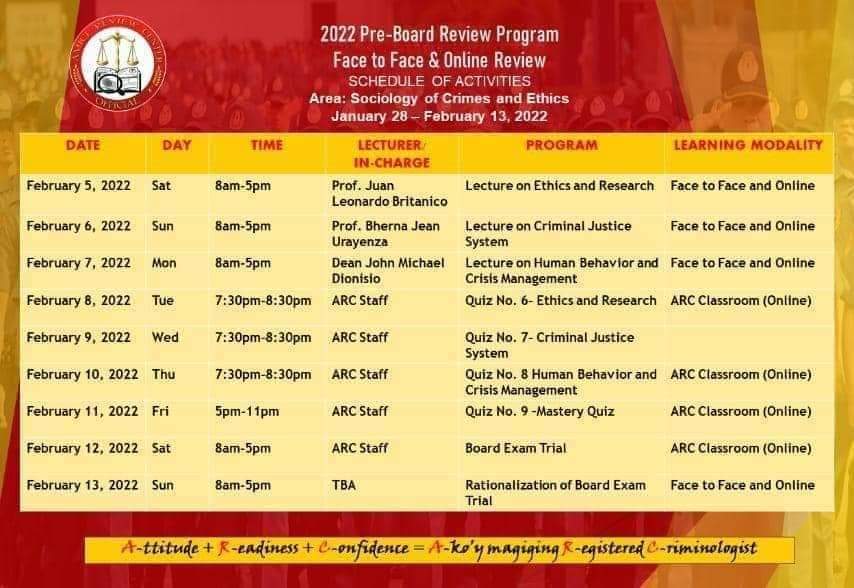 AMICI REVIEW CENTER
OFFICIAL
2022 Pre-Board Review Program
Face to Face & Online Review
SCHEDULE OF ACTIVITIES
Area: Sociology of Crimes and Ethics
January 28 – February 13, 2022
DATE DAY TIME LECTURER/ IN-CHARGE PROGRAM LEARNING MODALITY
February 5, 2022 Sat 8am-5pm Prof. Juan Leonardo Britanico Lecture on Ethics and Research Face to Face and Online
February 6, 2022 Sun 8am-5pm Prof. Bherna Jean Urayenza Lecture on Criminal Justice System Face to Face and Online
February 7, 2022 Mon 8am-5pm Dean John Michael Dionisio Lecture on Human Behavior and Crisis Management Face to Face and Online
February 8, 2022 Tue 7:30pm-8:30pm ARC Staff Quiz No. 6- Ethics and Research ARC Classroom (Online)
February 9, 2022 Wed 7:30pm-8:30pm ARC Staff Quiz No. 7- Criminal Justice System
February 10, 2022 Thu 7:30pm-8:30pm ARC Staff Quiz No. 8 Human Behavior and Crisis Management ARC Classroom (Online)
February 11, 2022 Fri 5pm-11pm ARC Staff Quiz No. 9 -Mastery Quiz ARC Classroom (Online)
February 12, 2022 Sat 8am-5pm ARC Staff Board Exam Trial ARC Classroom (Online)
February 13, 2022 Sun 8am-5pm TBA Rationalization of Board Exam Trial Face to Face and Online
A-ttitude + R-eadiness + C-onfidence = A-ko'y magiging R-egistered C-riminologist